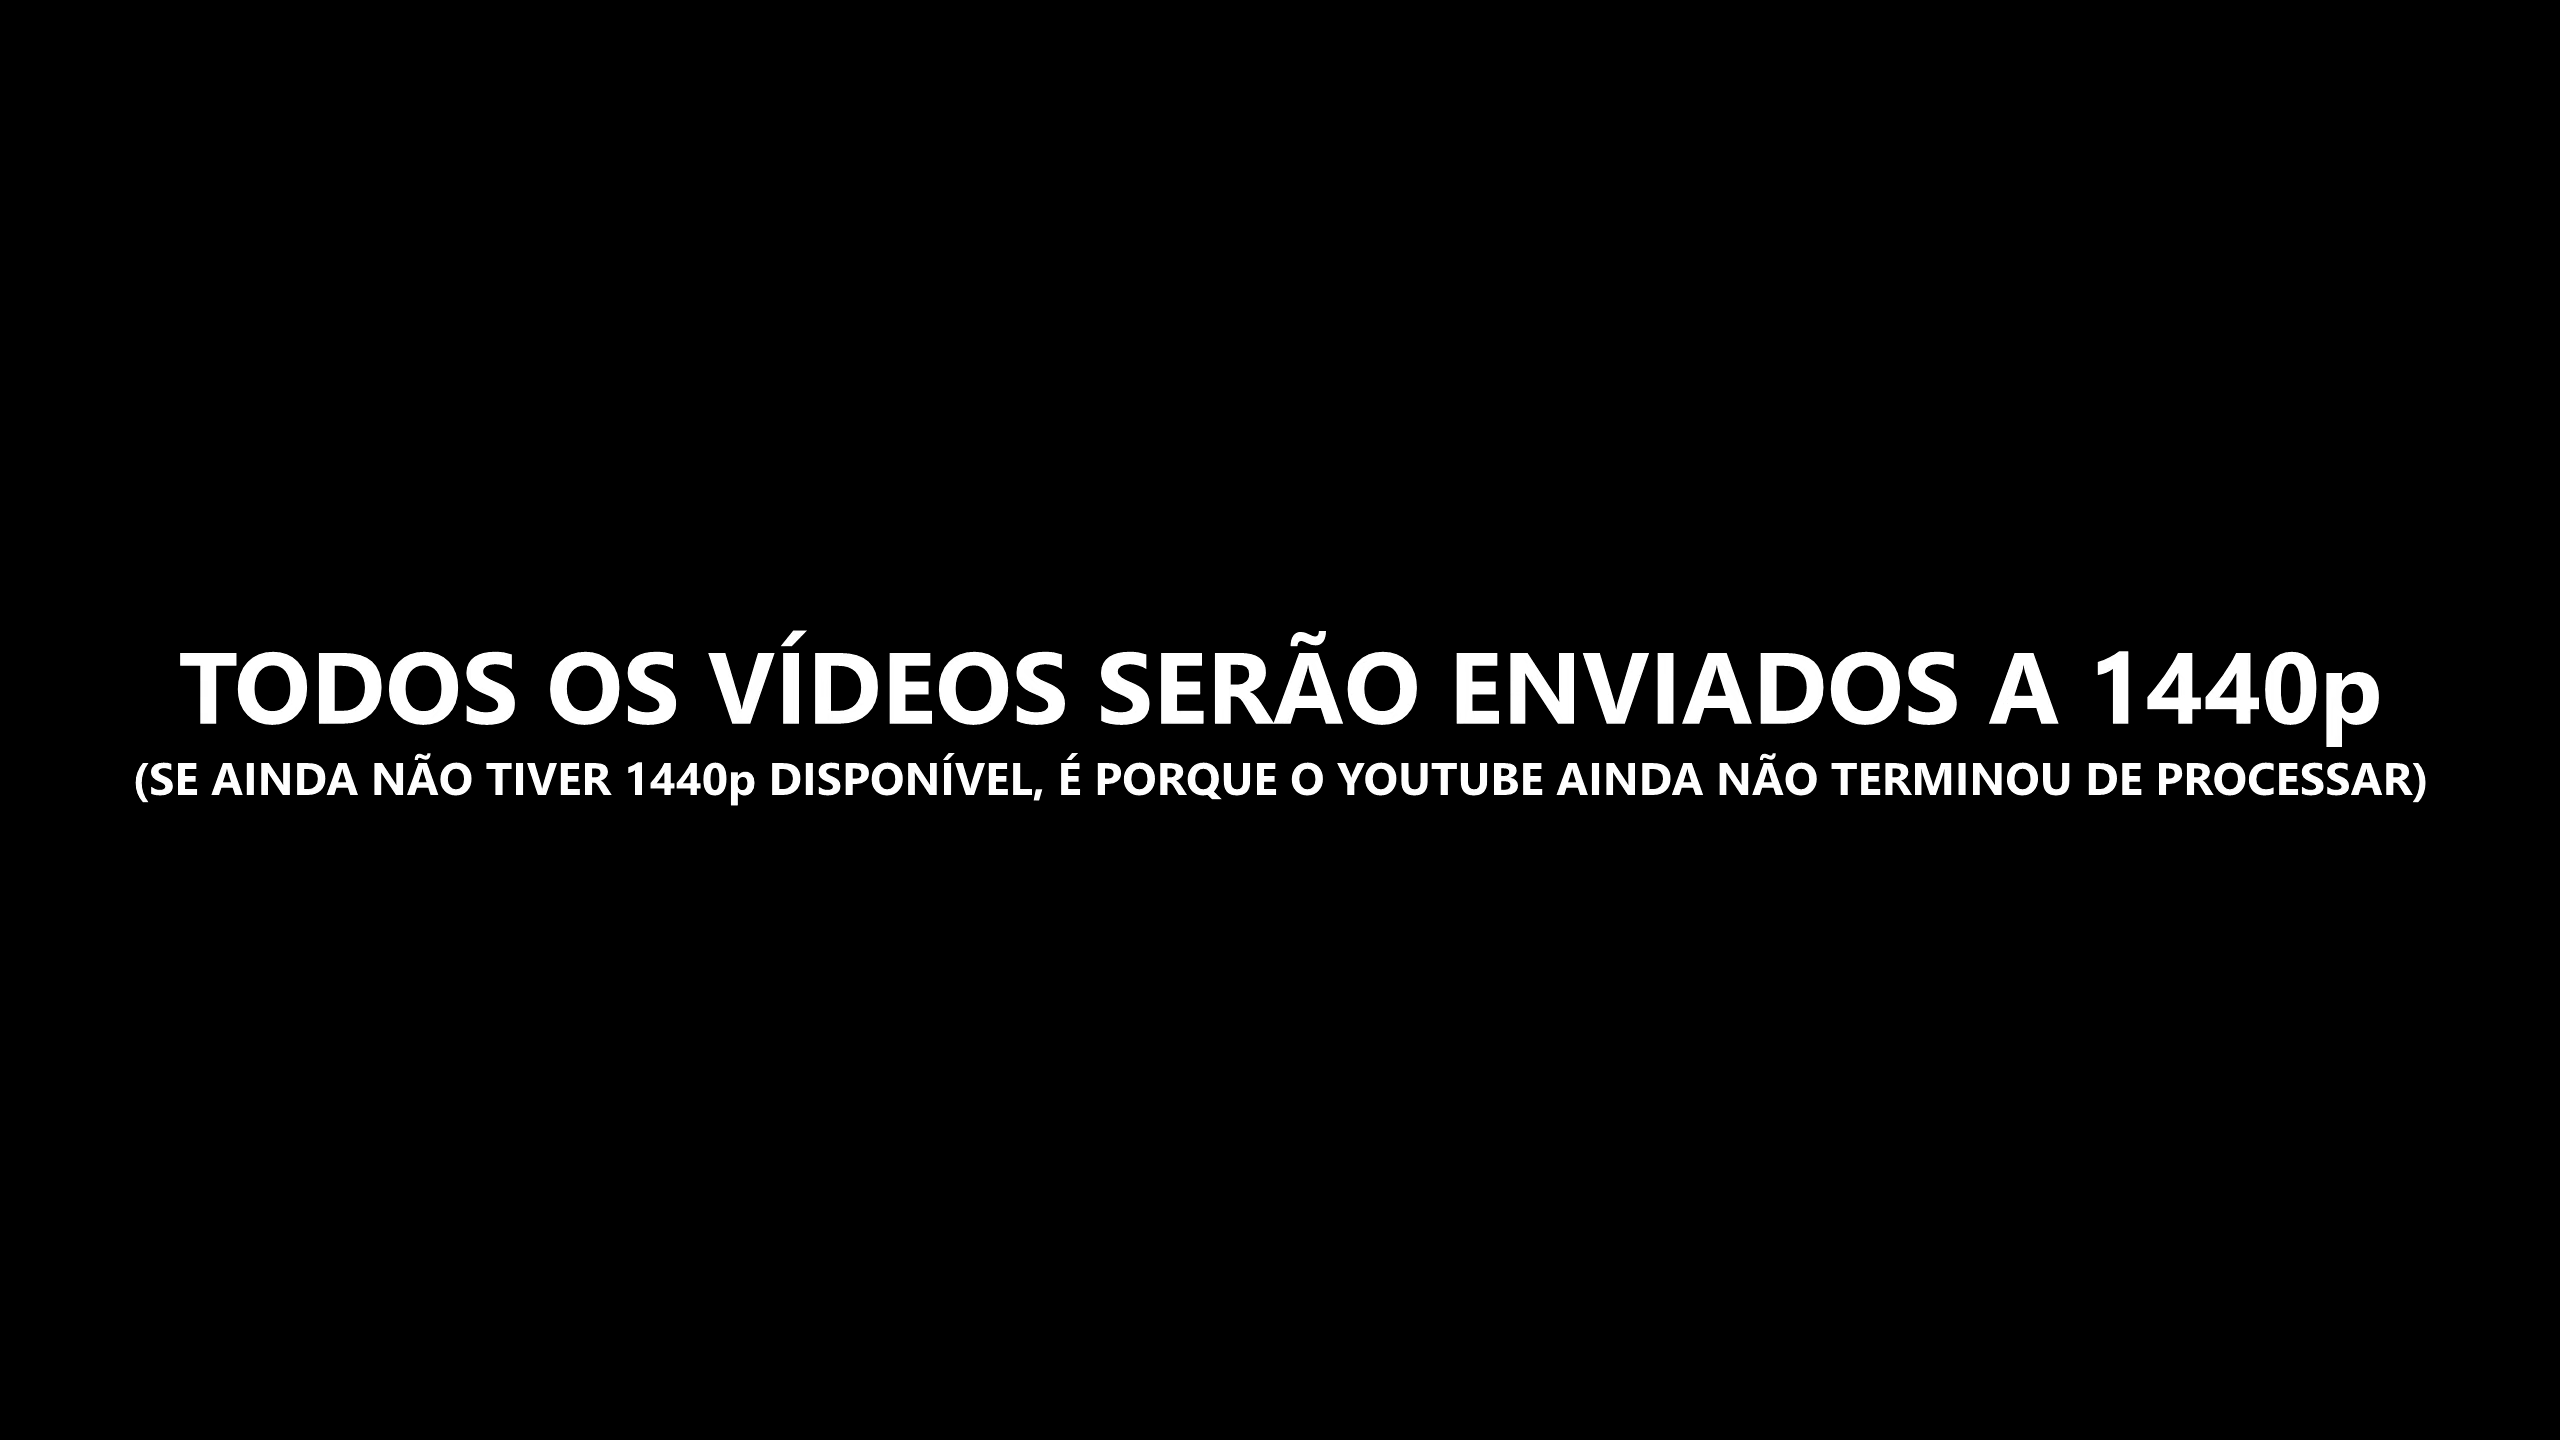 TODOS OS VÍDEOS SERÃO ENVIADOS A 1440p
(SE AINDA NÃO TIVER 1440p DISPONÍVEL, É PORQUE O YOUTUBE AINDA NÃO TERMINOU DE PROCESSAR)